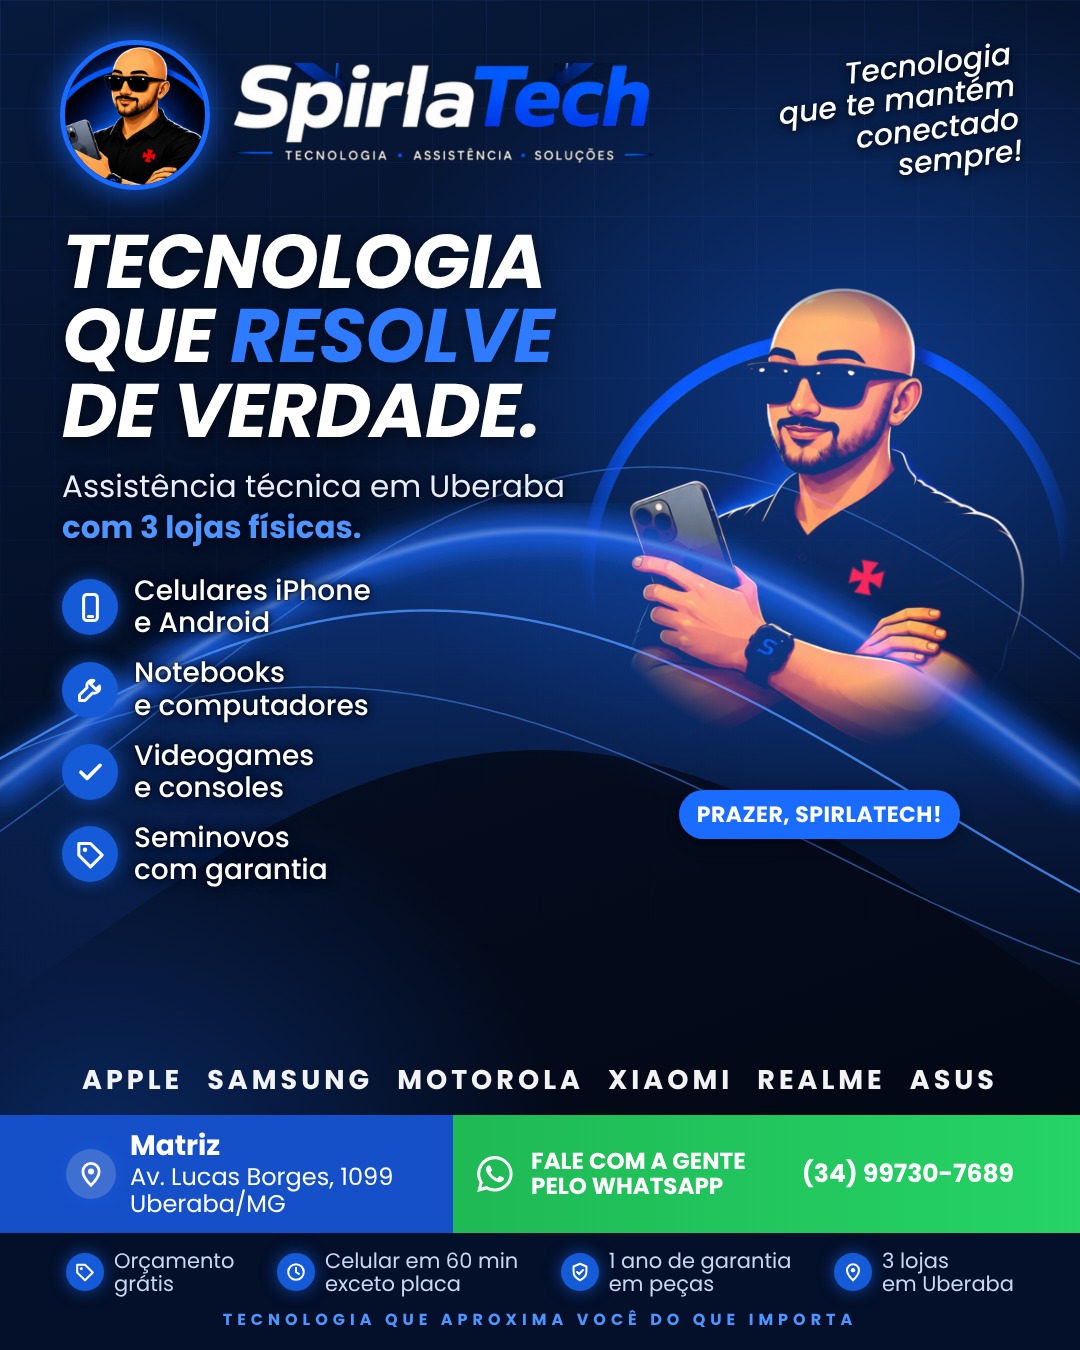 SpirlaTech
TECNOLOGIA • ASSISTÊNCIA • SOLUÇÕES
Tecnologia
que te mantém
conectado
sempre!
TECNOLOGIA
QUE RESOLVE
DE VERDADE.
Assistência técnica em Uberaba
com 3 lojas físicas.
Celulares iPhone
e Android
Notebooks
e computadores
Videogames
e consoles
Seminovos
com garantia
S
PRAZER, SPIRLATECH!
APPLE SAMSUNG MOTOROLA XIAOMI REALME ASUS
Matriz
Av. Lucas Borges, 1099
Uberaba/MG
FALE COM A GENTE
PELO WHATSAPP
(34) 99730-7689
Orçamento
grátis
Celular em 60 min
exceto placa
1 ano de garantia
em peças
3 lojas
em Uberaba
TECNOLOGIA QUE APROXIMA VOCÊ DO QUE IMPORTA